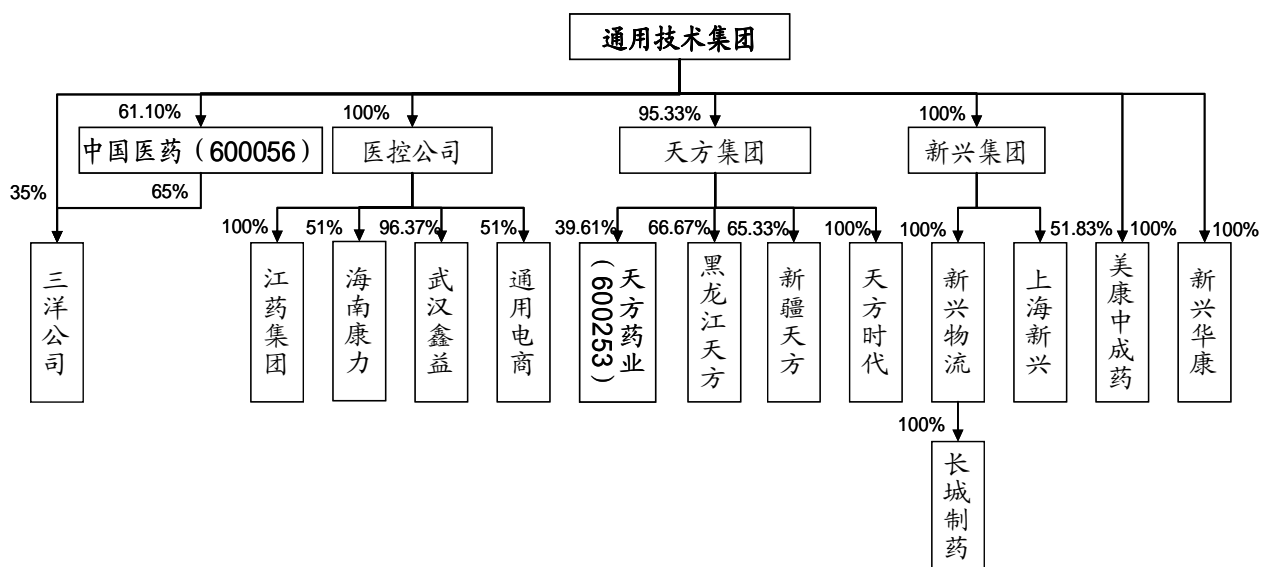 通用技术集团
61.10%
100%
95.33%
100%
中国医药（600056）
医控公司
天方集团
新兴集团
35%
65%
100%
51%
96.37%
51%
39.61%
66.67%
65.33%
100%
100%
51.83%
100%
100%
三洋公司
江药集团
海南康力
武汉鑫益
通用电商
天方药业（600253）
黑龙江天方
新疆天方
天方时代
新兴物流
上海新兴
美康中成药
新兴华康
100%
长城制药